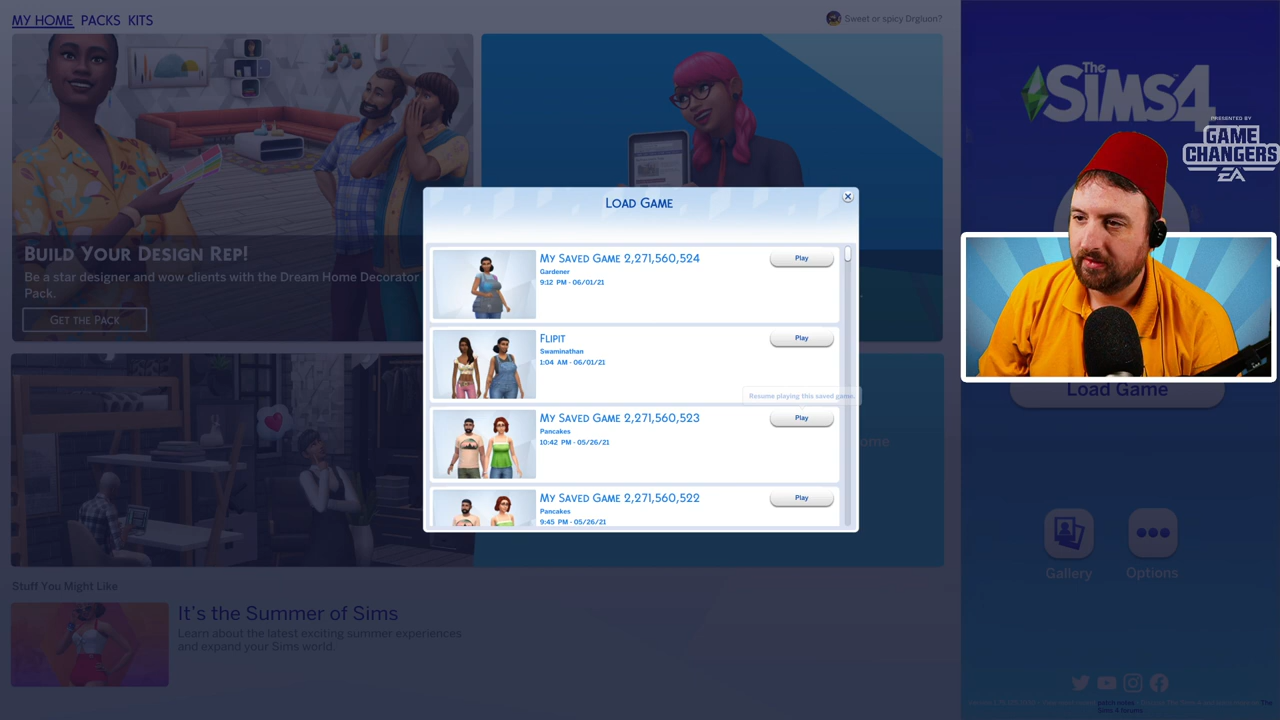 MY HOME PACKS KITS
Sweet or spicy Drgluon?
BUILD YOUR DESIGN REP!
Be a star designer and wow clients with the Dream Home Decorator
Pack.
GET THE PACK
Stuff You Might Like
It's the Summer of Sims
Learn about the latest exciting summer experiences
and expand your Sims world.
LOAD GAME
MY SAVED GAME 2,271,560,524
Gardener
9:12 PM - 06/01/21
Play
FLIPIT
Swaminathan
1:04 AM - 06/01/21
Play
Resume playing this saved game.
MY SAVED GAME 2,271,560,523
Pancakes
10:42 PM - 05/26/21
Play
MY SAVED GAME 2,271,560,522
Pancakes
9:45 PM - 05/26/21
Play
The SIMS 4
PRESENTED BY
GAME
CHANGERS
EA
Load Game
Gallery
Options
The
Sims 4 forums